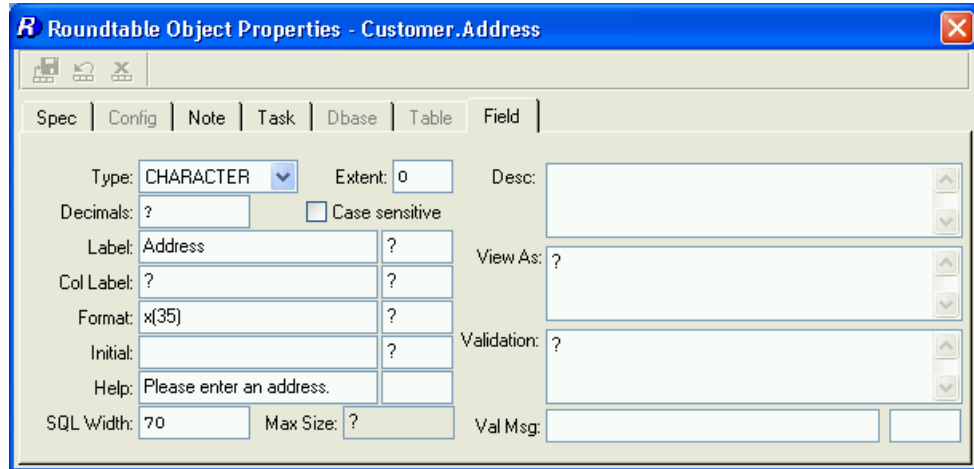 R Roundtable Object Properties - Customer.Address
Spec Config Note Task Dbase Table Field
Type: CHARACTER Extent: 0 Desc:
Decimals: ? Case sensitive
Label: Address ? View As: ?
Col Label: ? ?
Format: x(35) ? Validation: ?
Initial: ?
Help: Please enter an address.
SQL Width: 70 Max Size: ? Val Msg: